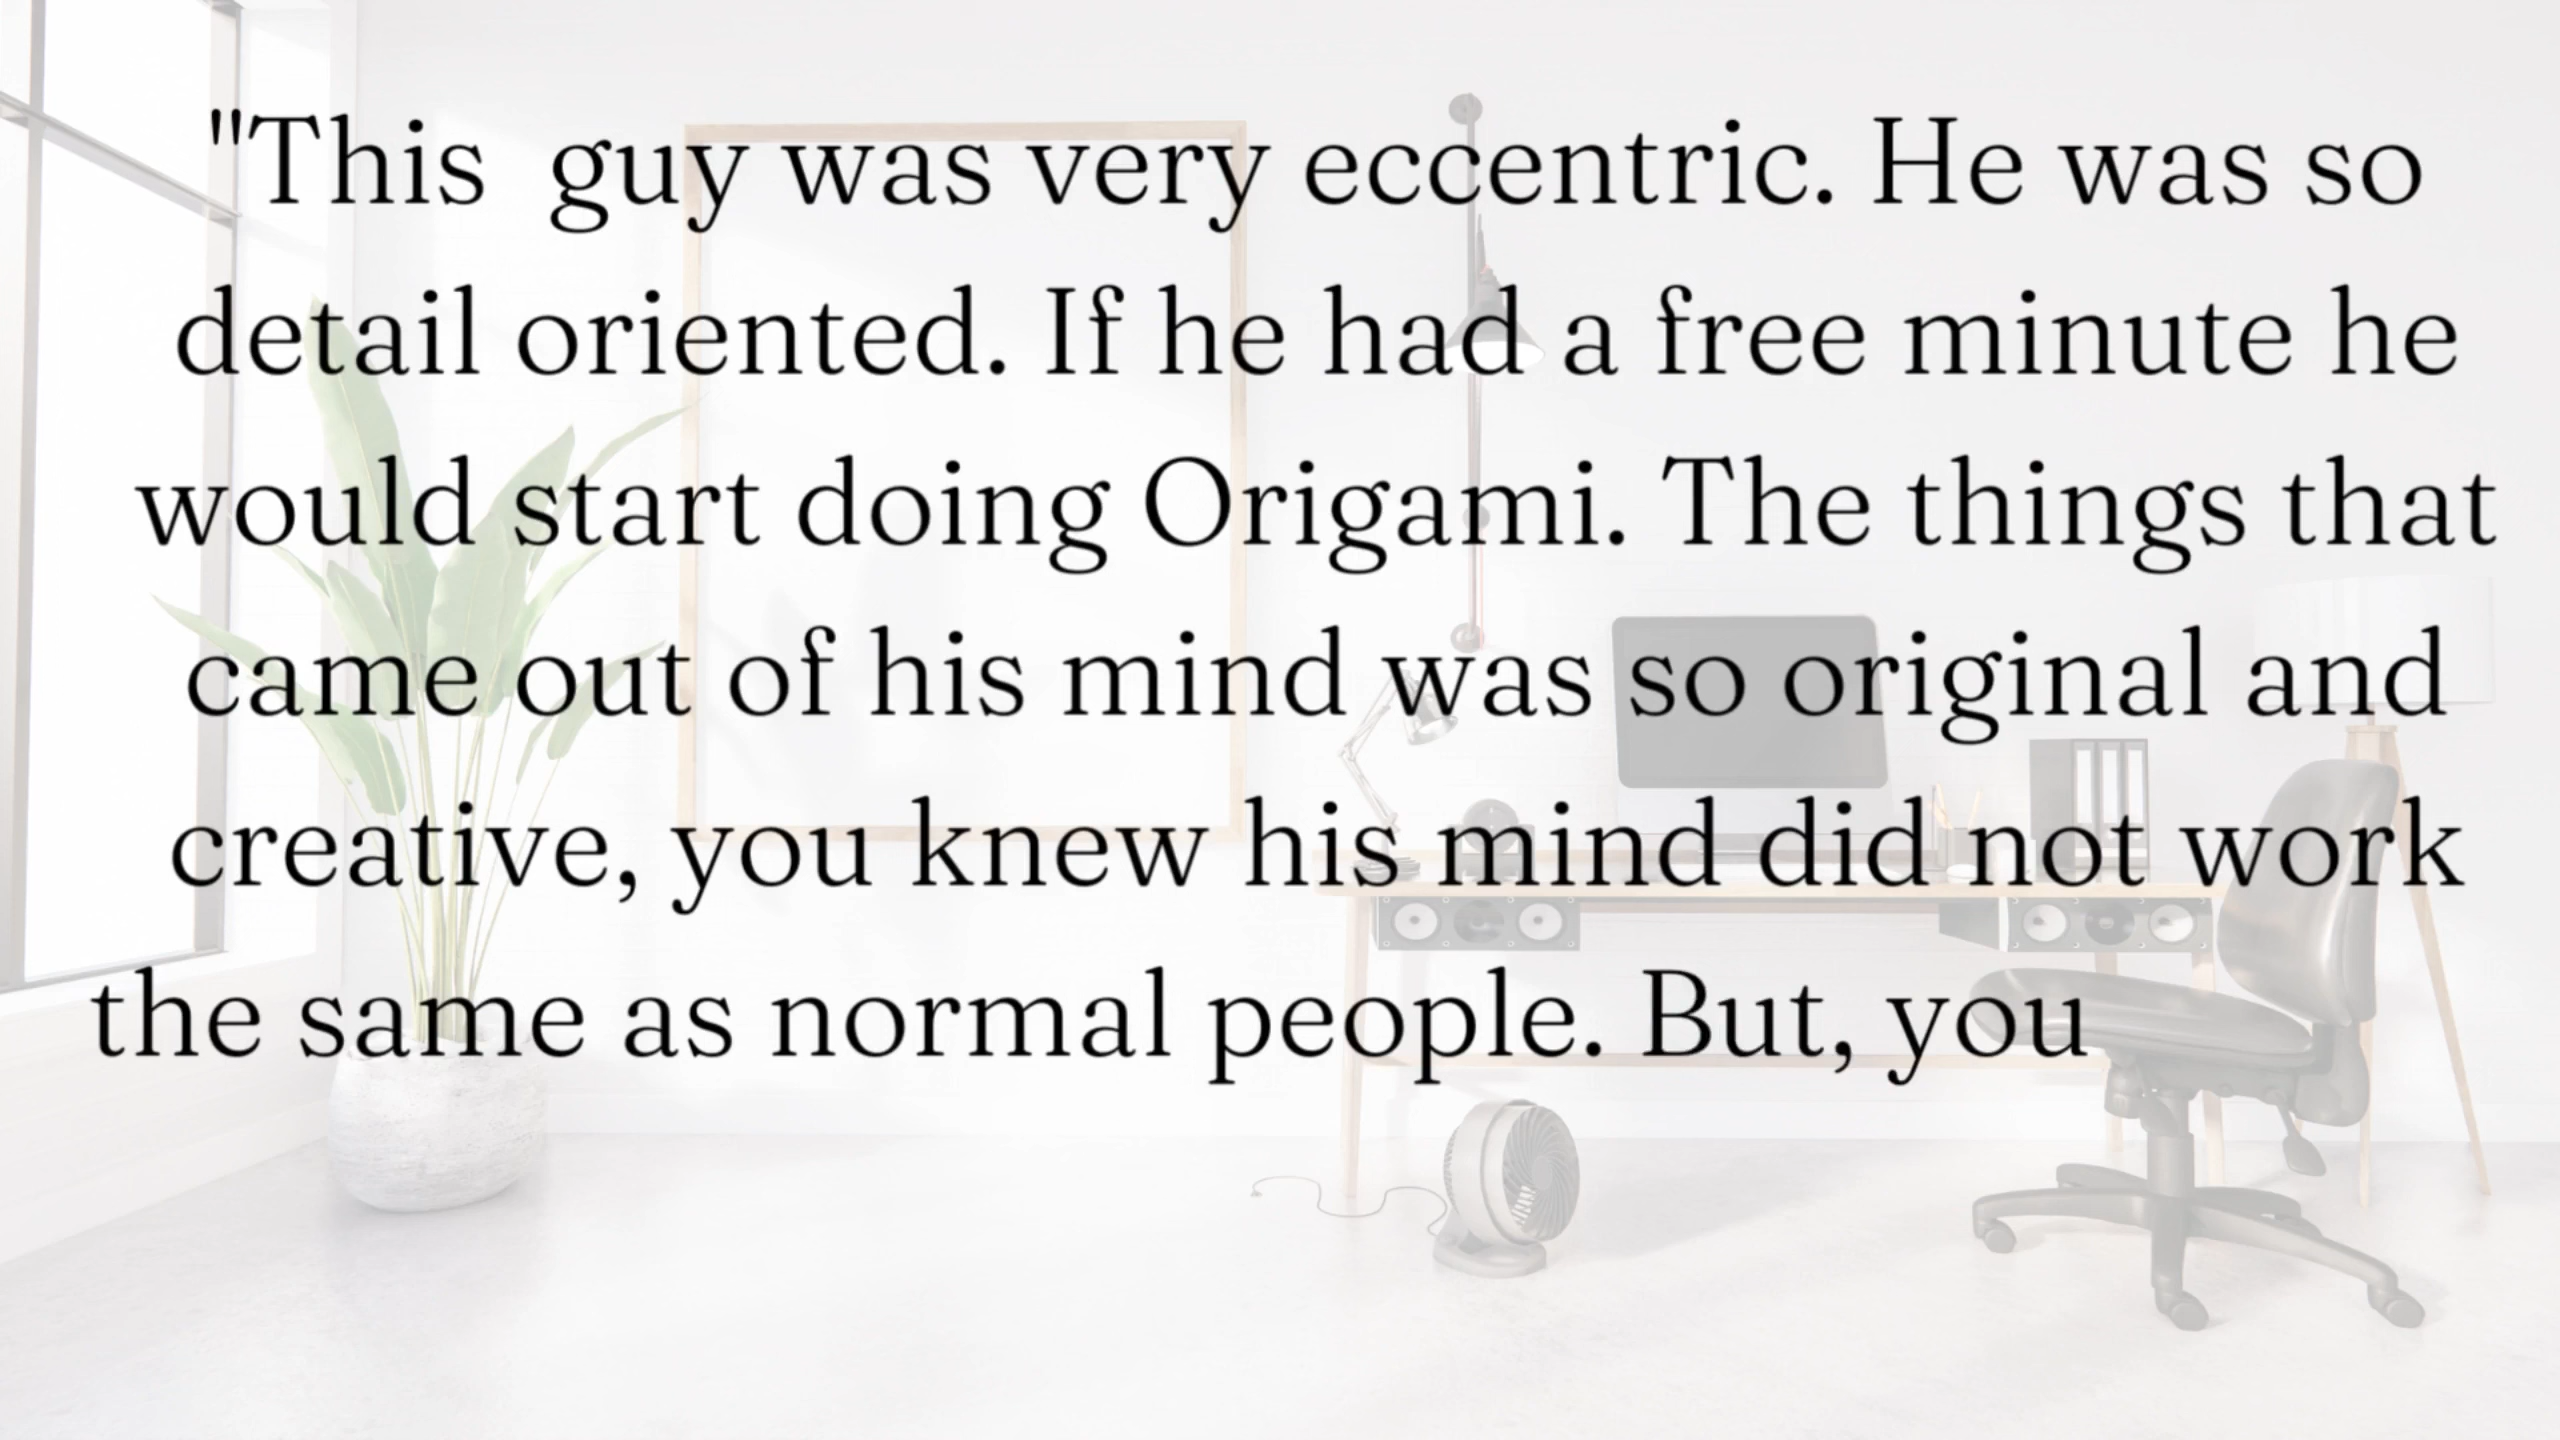 "This  guy was very eccentric. He was so
detail oriented. If he had a free minute he
would start doing Origami. The things that
came out of his mind was so original and
creative, you knew his mind did not work
the same as normal people. But, you